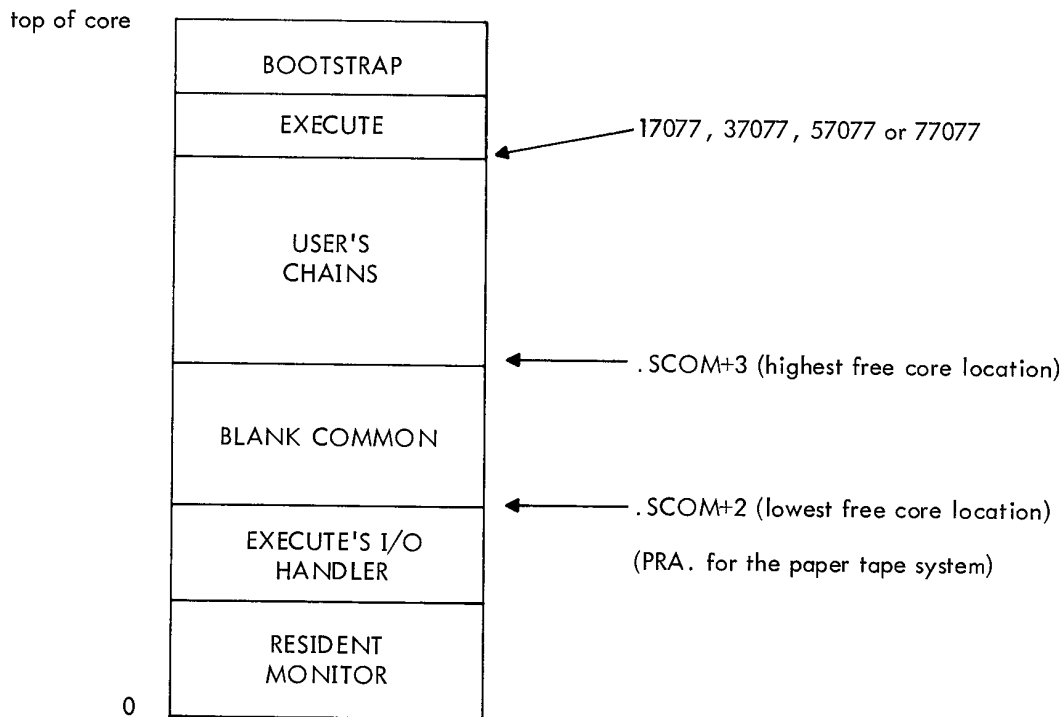 top of core
BOOTSTRAP
EXECUTE
17077, 37077, 57077 or 77077
USER'S
CHAINS
.SCOM+3 (highest free core location)
BLANK COMMON
.SCOM+2 (lowest free core location)
EXECUTE'S I/O
HANDLER
(PRA. for the paper tape system)
RESIDENT
MONITOR
0